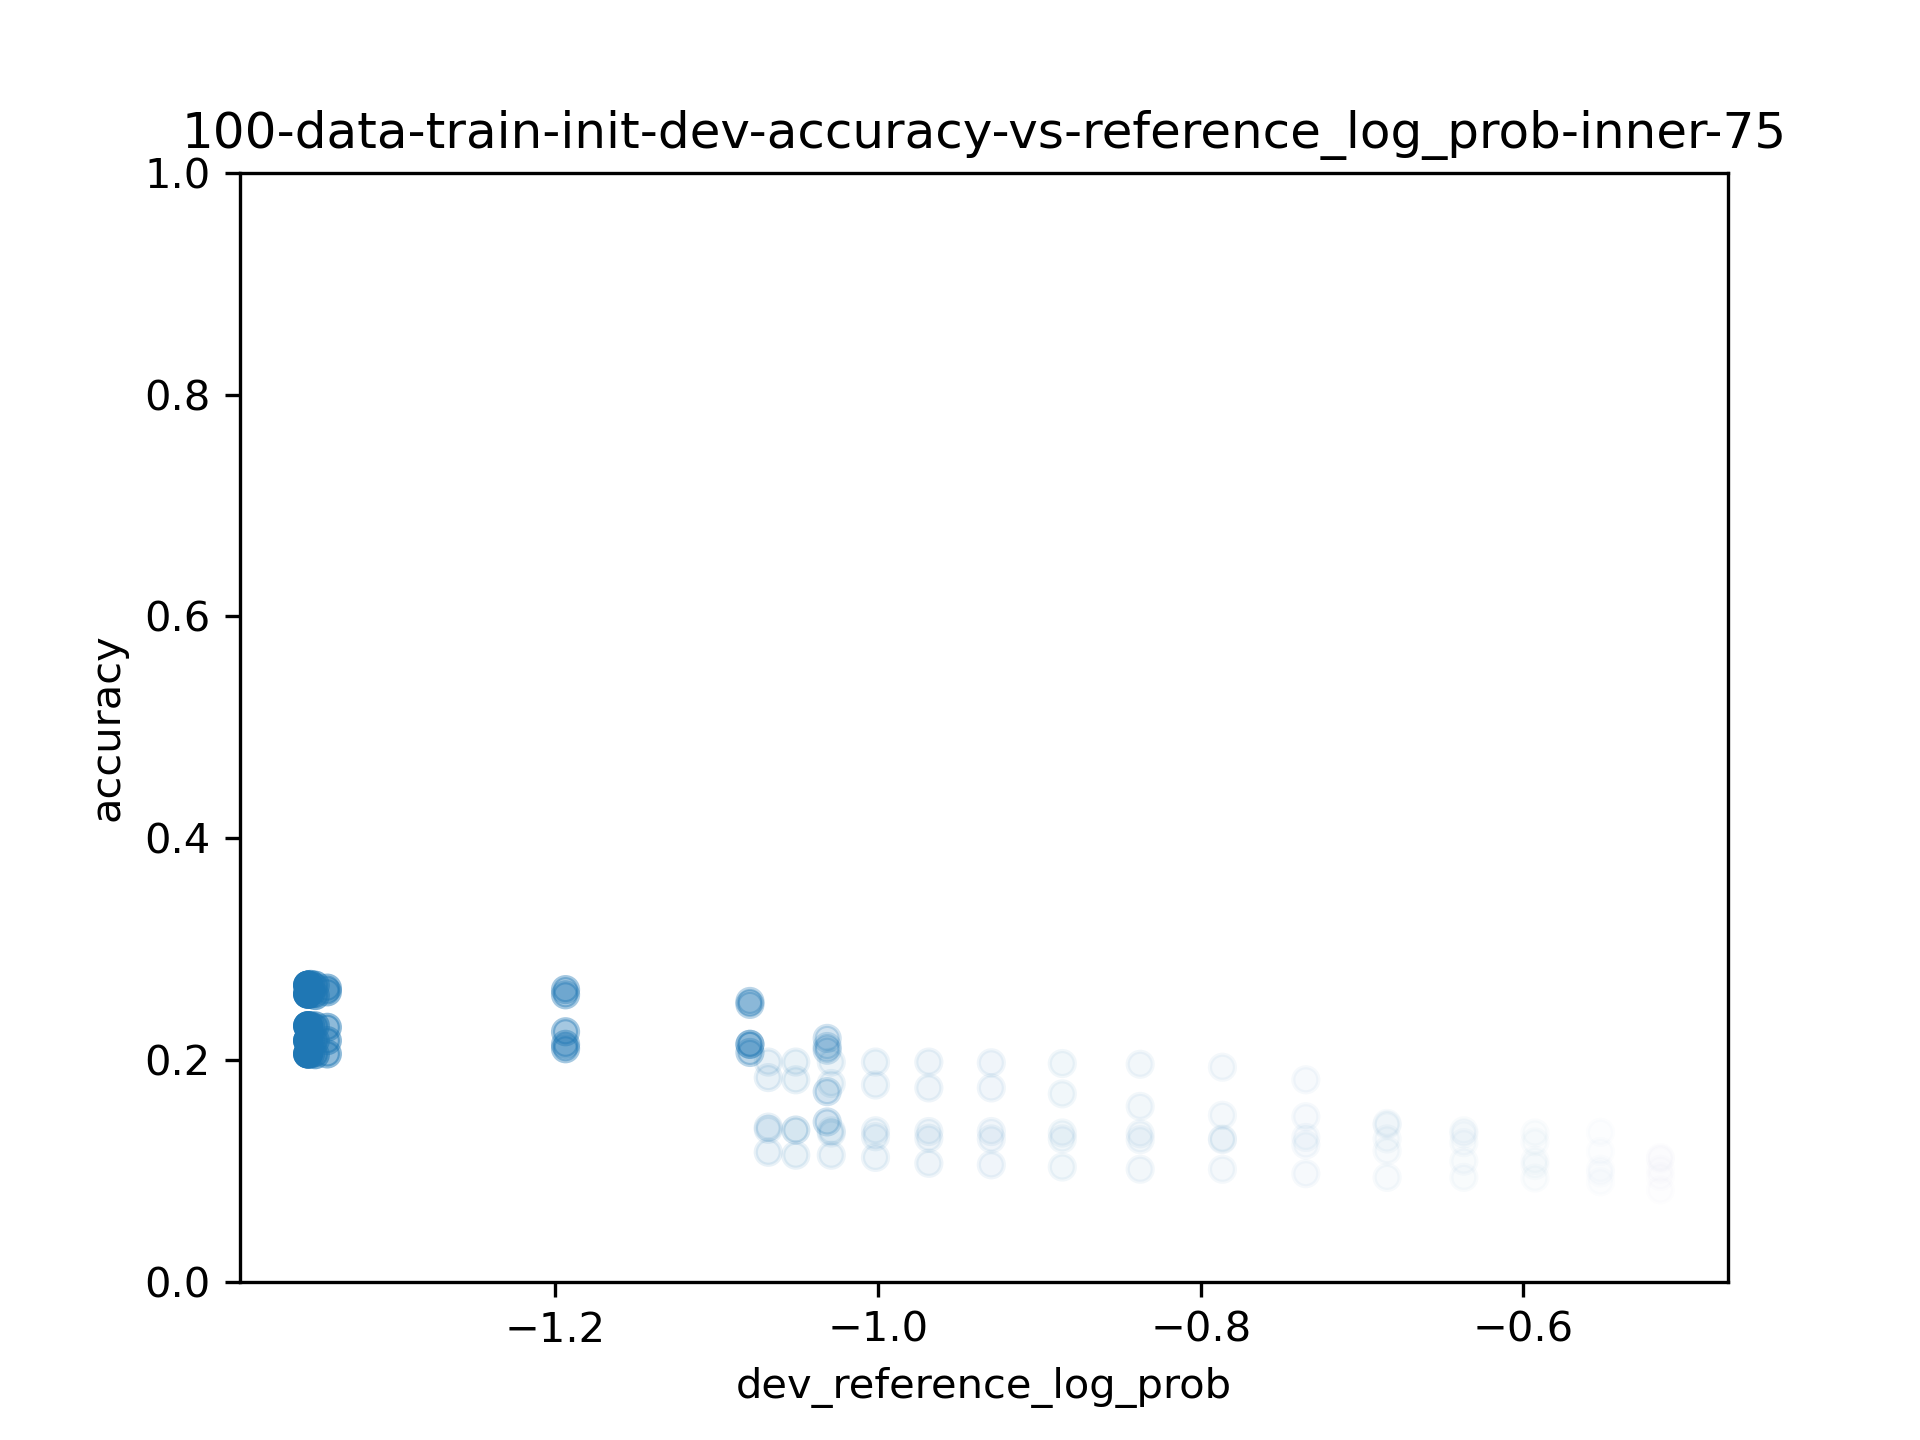 100-data-train-init-dev-accuracy-vs-reference_log_prob-inner-75
1.0
0.8
0.6
0.4
0.2
0.0
accuracy
−1.2 −1.0 −0.8 −0.6
dev_reference_log_prob